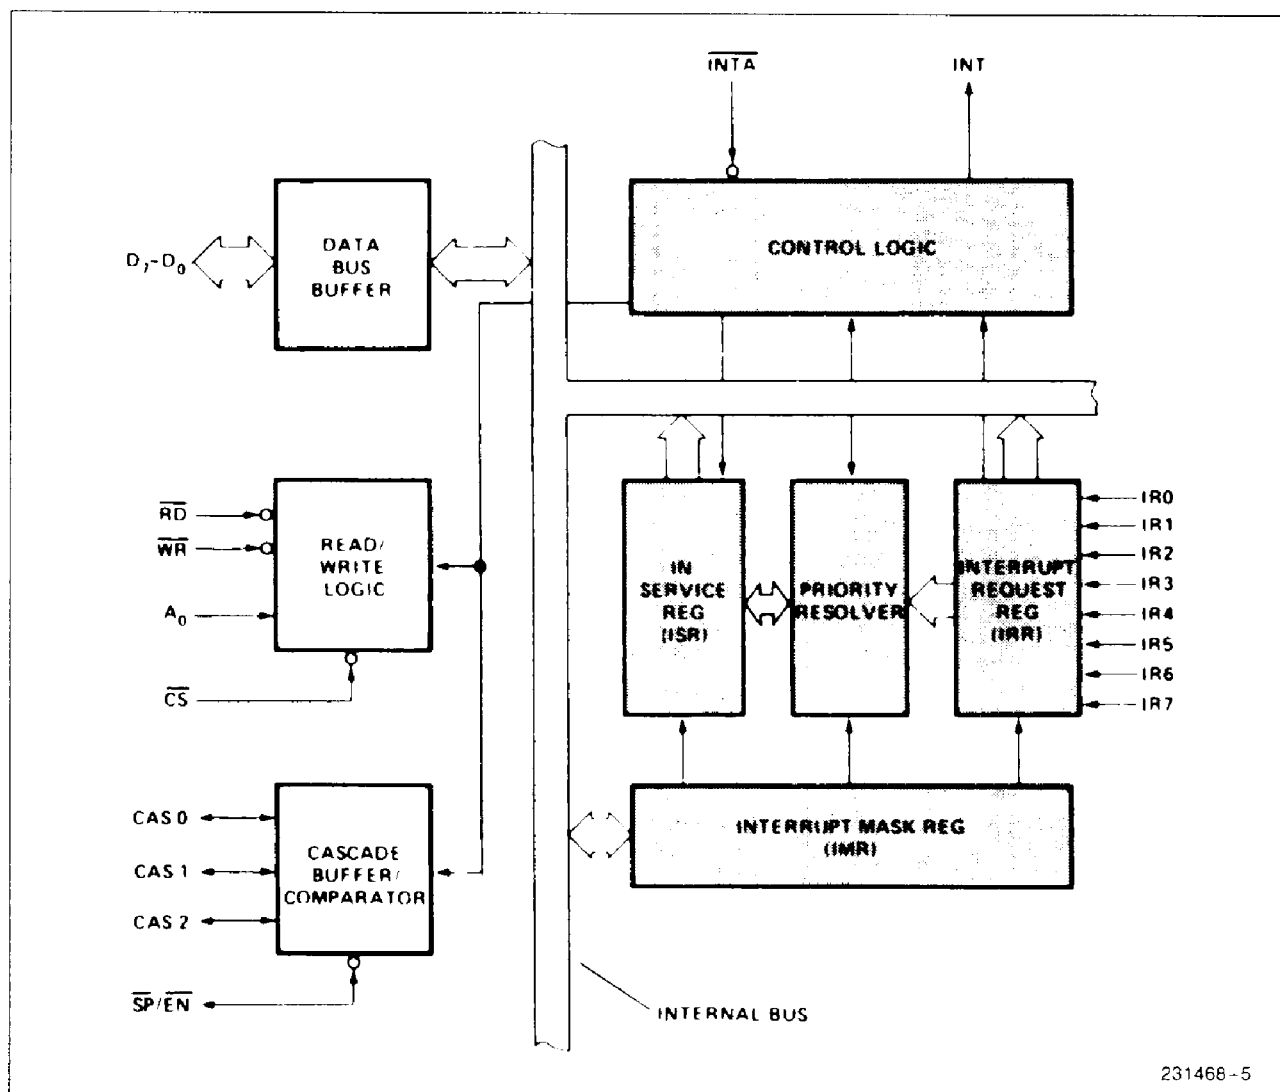 INTA
INT
DATA
BUS
BUFFER
D7-D0
CONTROL LOGIC
RD
WR
A0
CS
READ/
WRITE
LOGIC
IN
SERVICE
REG
(ISR)
PRIORITY
RESOLVER
INTERRUPT
REQUEST
REG
(IRR)
IR0
IR1
IR2
IR3
IR4
IR5
IR6
IR7
CAS 0
CAS 1
CAS 2
SP/EN
CASCADE
BUFFER/
COMPARATOR
INTERRUPT MASK REG
(IMR)
INTERNAL BUS
231468-5